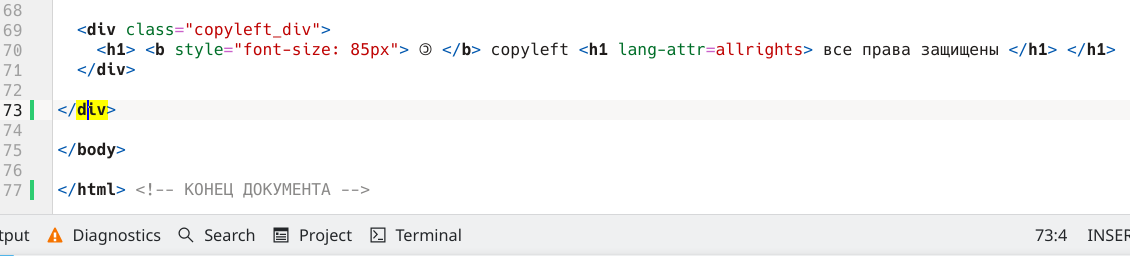 68
69 <div class="copyleft_div">
70 <h1> <b style="font-size: 85px"> 🄯 </b> copyleft <h1 lang-attr=allrights> все права защищены </h1> </h1>
71 </div>
72
73 </div>
74
75 </body>
76
77 </html> <!-- КОНЕЦ ДОКУМЕНТА -->
tput Diagnostics Search Project Terminal 73:4 INSER